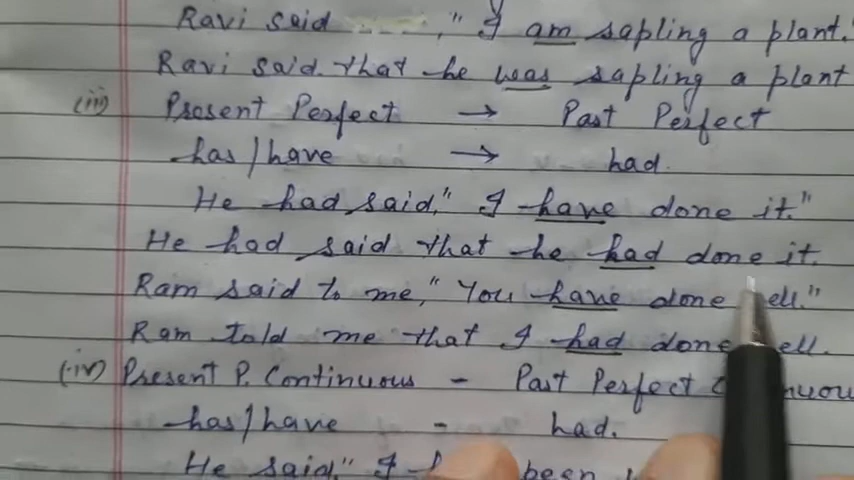 Ravi said ," I am sapling a plant."
Ravi said that he was sapling a plant
(iii) Present Perfect → Past Perfect
has/have → had.
He had said," I have done it."
He had said that he had done it.
Ram said to me, "You have done ell."
Ram told me that I had done ell.
(iv) Present P. Continuous - Past Perfect
has/have - had.
He said," I been